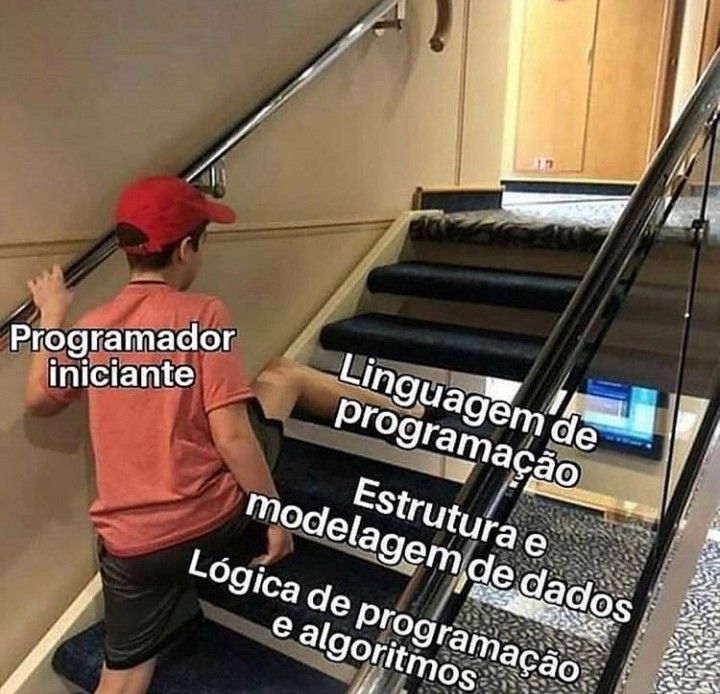 Programador
iniciante
Linguagem de
programação
Estrutura e
modelagem de dados
Lógica de programação
e algoritmos